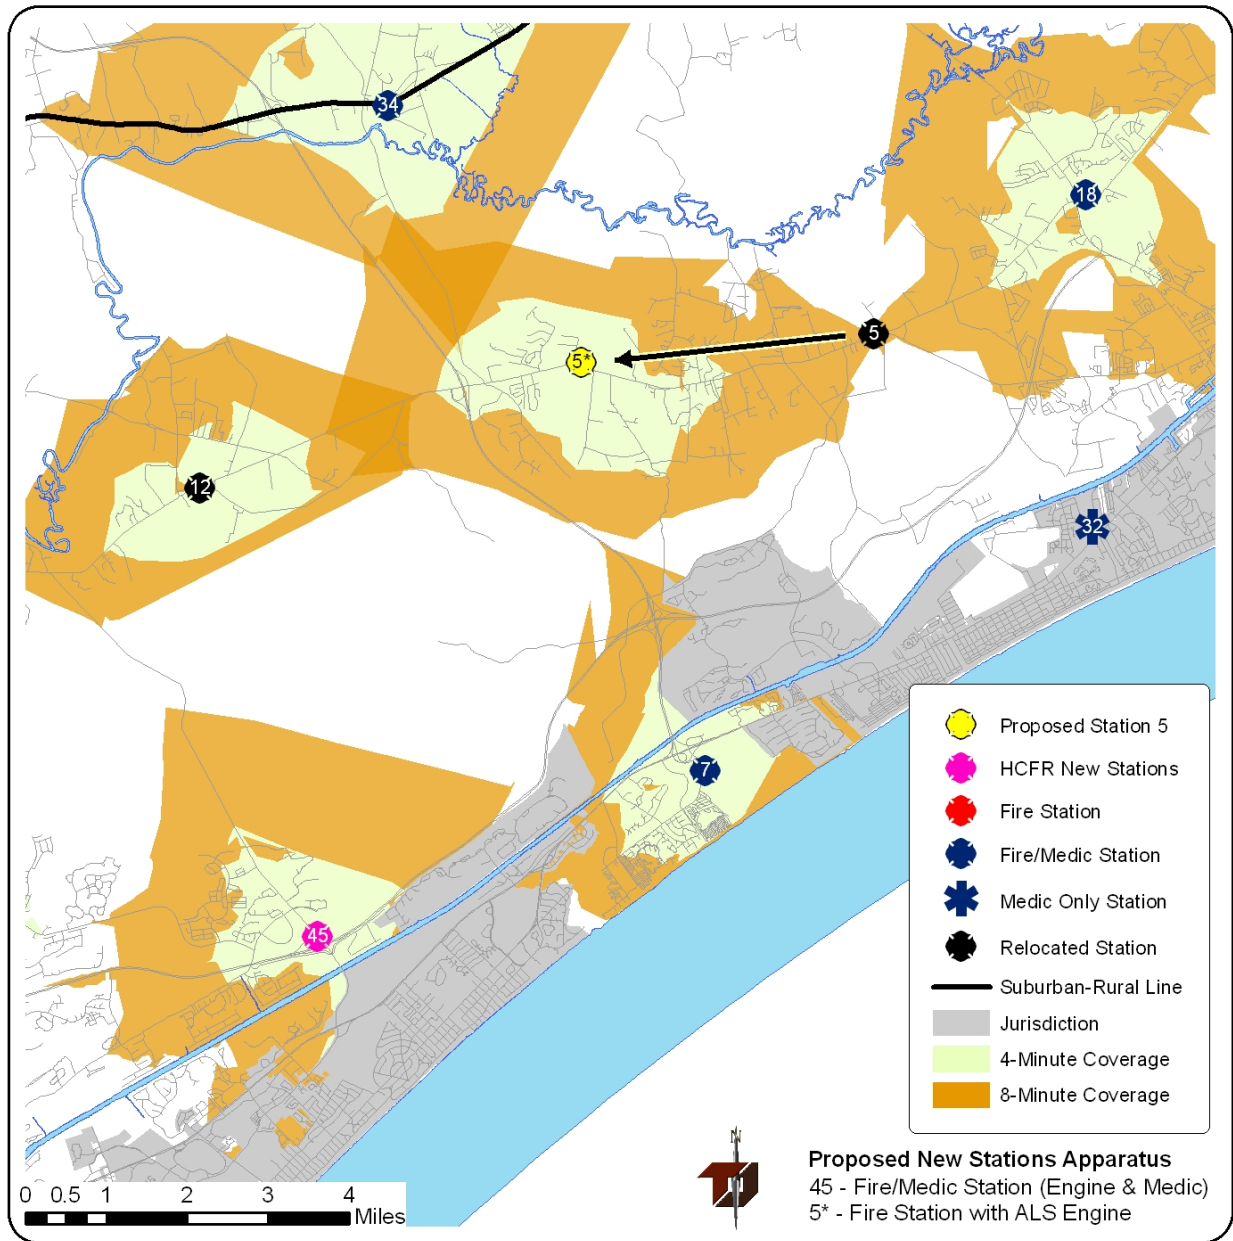 34
18
5
5*
12
32
7
45
Proposed Station 5
HCFR New Stations
Fire Station
Fire/Medic Station
Medic Only Station
Relocated Station
Suburban-Rural Line
Jurisdiction
4-Minute Coverage
8-Minute Coverage
N
Proposed New Stations Apparatus
45 - Fire/Medic Station (Engine & Medic)
5* - Fire Station with ALS Engine
0 0.5 1 2 3 4
Miles